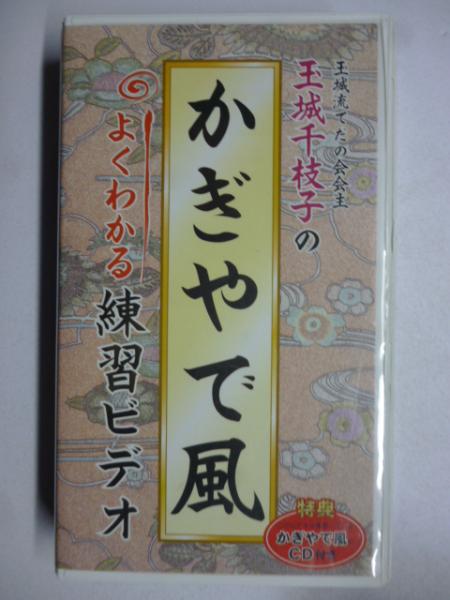 玉城流てだの会会主
玉城千枝子の
かぎやで風
よくわかる
練習ビデオ
特典
かぎやで風
CD付き